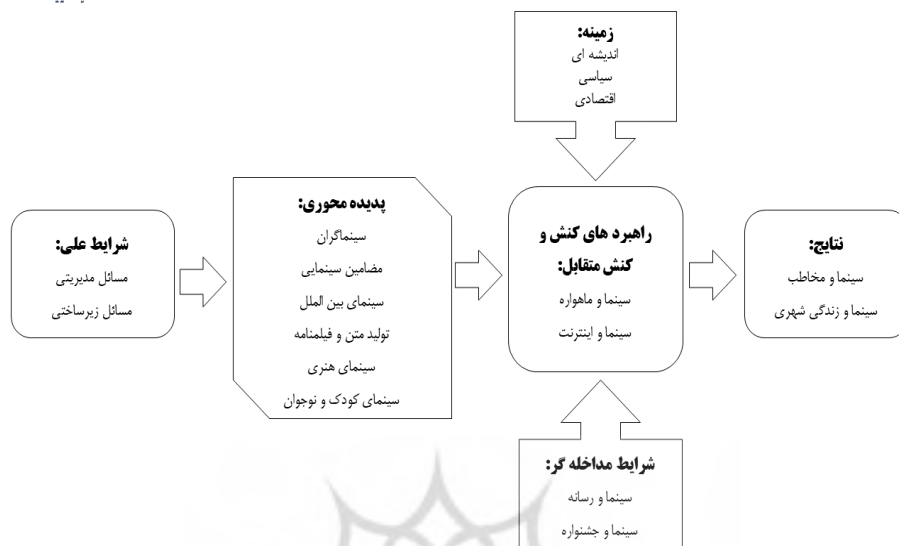 زمینه:
اندیشه ای
سیاسی
اقتصادی
شرایط علی:
مسائل مدیریتی
مسائل زیرساختی
پدیده محوری:
سینماگران
مضامین سینمایی
سینمای بین الملل
تولید متن و فیلمنامه
سینمای هنری
سینمای کودک و نوجوان
راهبرد های کنش و
کنش متقابل:
سینما و ماهواره
سینما و اینترنت
نتایج:
سینما و مخاطب
سینما و زندگی شهری
شرایط مداخله گر:
سینما و رسانه
سینما و جشنواره